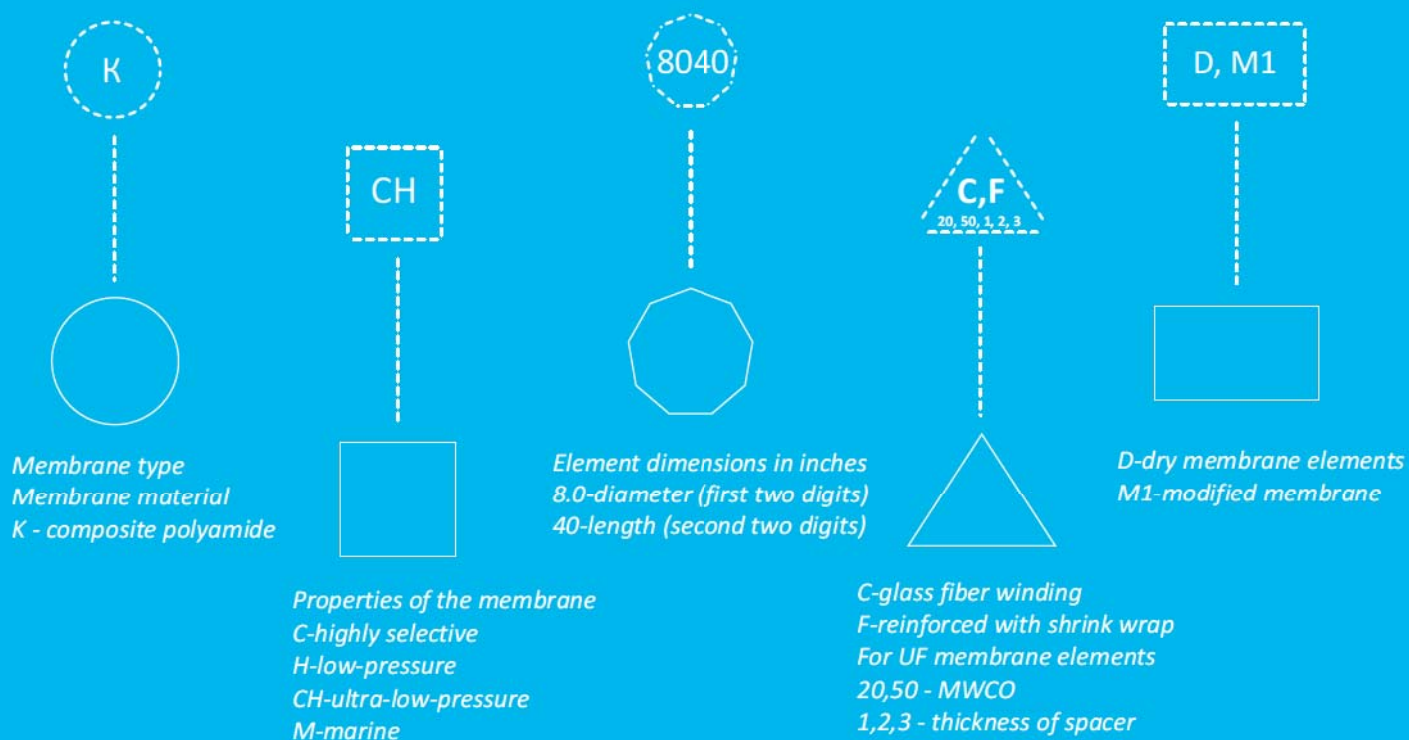 K
Membrane type
Membrane material
K - composite polyamide
CH
Properties of the membrane
C-highly selective
H-low-pressure
CH-ultra-low-pressure
M-marine
8040
Element dimensions in inches
8.0-diameter (first two digits)
40-length (second two digits)
C,F
20, 50, 1, 2, 3
C-glass fiber winding
F-reinforced with shrink wrap
For UF membrane elements
20,50 - MWCO
1,2,3 - thickness of spacer
D, M1
D-dry membrane elements
M1-modified membrane